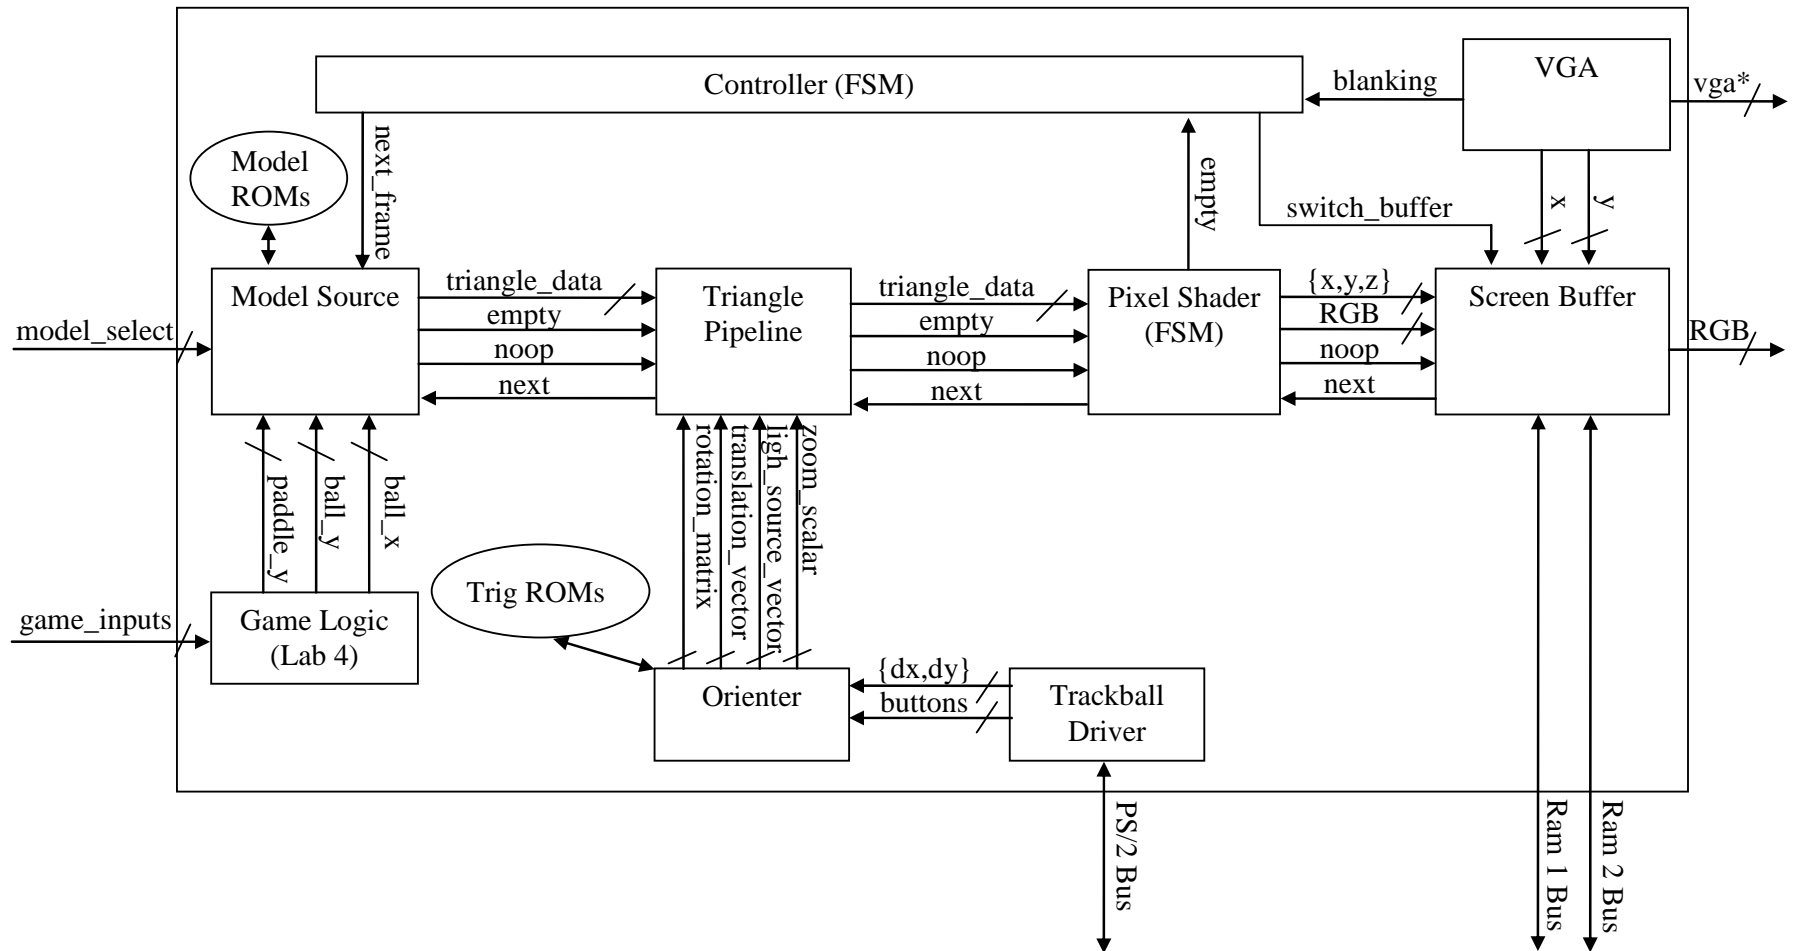 Controller (FSM)
blanking
VGA
vga*
Model
ROMs
next_frame
empty
switch_buffer
x
y
model_select
Model Source
triangle_data
empty
noop
next
Triangle
Pipeline
triangle_data
empty
noop
next
Pixel Shader
(FSM)
{x,y,z}
RGB
noop
next
Screen Buffer
RGB
paddle_y
ball_y
ball_x
rotation_matrix
translation_vector
ligh_source_vector
zoom_scalar
game_inputs
Game Logic
(Lab 4)
Trig ROMs
Orienter
{dx,dy}
buttons
Trackball
Driver
PS/2 Bus
Ram 1 Bus
Ram 2 Bus